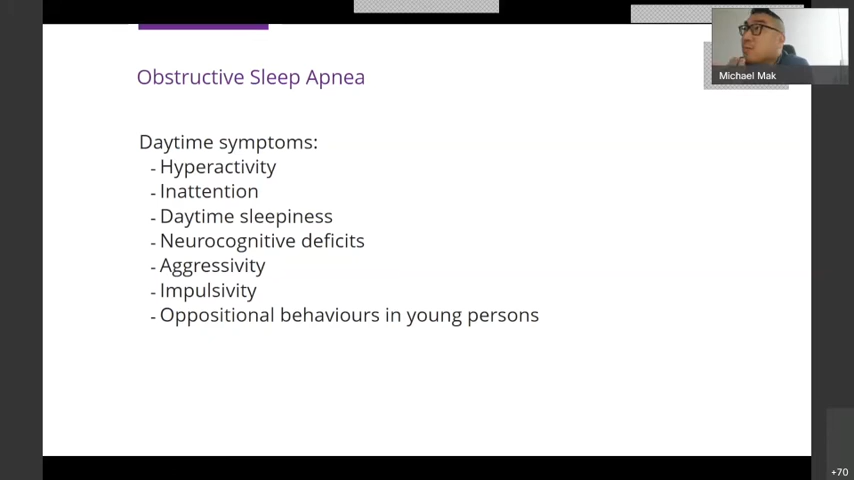 Michael Mak
Obstructive Sleep Apnea
Daytime symptoms:
- Hyperactivity
- Inattention
- Daytime sleepiness
- Neurocognitive deficits
- Aggressivity
- Impulsivity
- Oppositional behaviours in young persons
+70